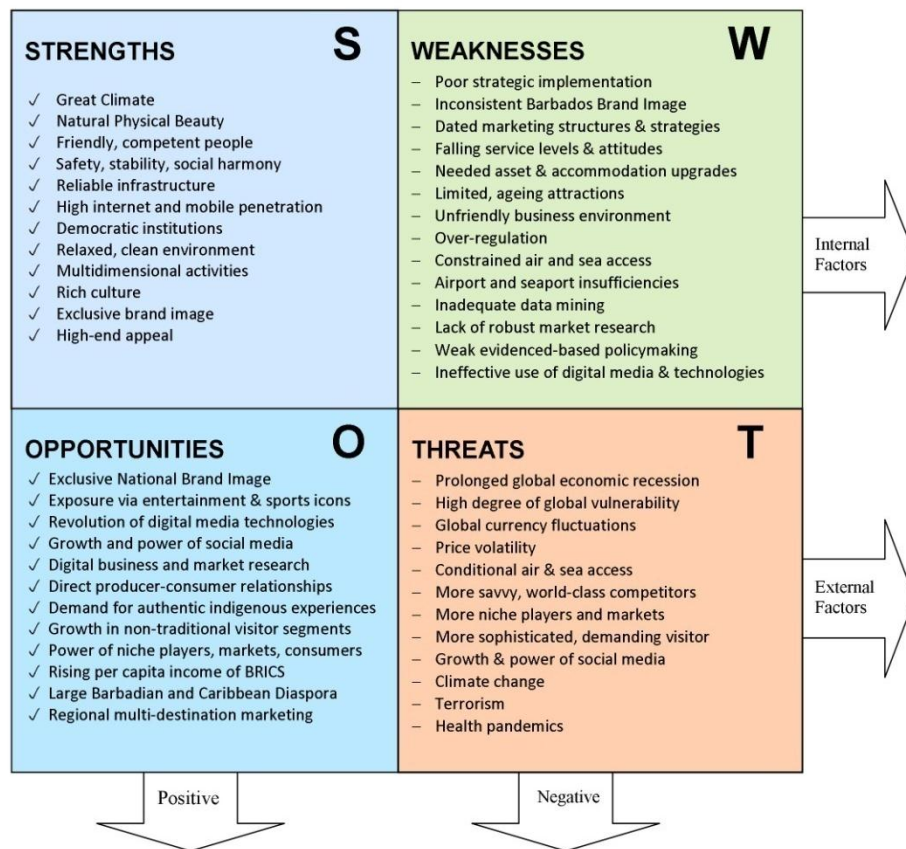 STRENGTHS S
✓ Great Climate
✓ Natural Physical Beauty
✓ Friendly, competent people
✓ Safety, stability, social harmony
✓ Reliable infrastructure
✓ High internet and mobile penetration
✓ Democratic institutions
✓ Relaxed, clean environment
✓ Multidimensional activities
✓ Rich culture
✓ Exclusive brand image
✓ High-end appeal
WEAKNESSES W
– Poor strategic implementation
– Inconsistent Barbados Brand Image
– Dated marketing structures & strategies
– Falling service levels & attitudes
– Needed asset & accommodation upgrades
– Limited, ageing attractions
– Unfriendly business environment
– Over-regulation
– Constrained air and sea access
– Airport and seaport insufficiencies
– Inadequate data mining
– Lack of robust market research
– Weak evidenced-based policymaking
– Ineffective use of digital media & technologies
Internal
Factors
OPPORTUNITIES O
✓ Exclusive National Brand Image
✓ Exposure via entertainment & sports icons
✓ Revolution of digital media technologies
✓ Growth and power of social media
✓ Digital business and market research
✓ Direct producer-consumer relationships
✓ Demand for authentic indigenous experiences
✓ Growth in non-traditional visitor segments
✓ Power of niche players, markets, consumers
✓ Rising per capita income of BRICS
✓ Large Barbadian and Caribbean Diaspora
✓ Regional multi-destination marketing
THREATS T
– Prolonged global economic recession
– High degree of global vulnerability
– Global currency fluctuations
– Price volatility
– Conditional air & sea access
– More savvy, world-class competitors
– More niche players and markets
– More sophisticated, demanding visitor
– Growth & power of social media
– Climate change
– Terrorism
– Health pandemics
External
Factors
Positive
Negative